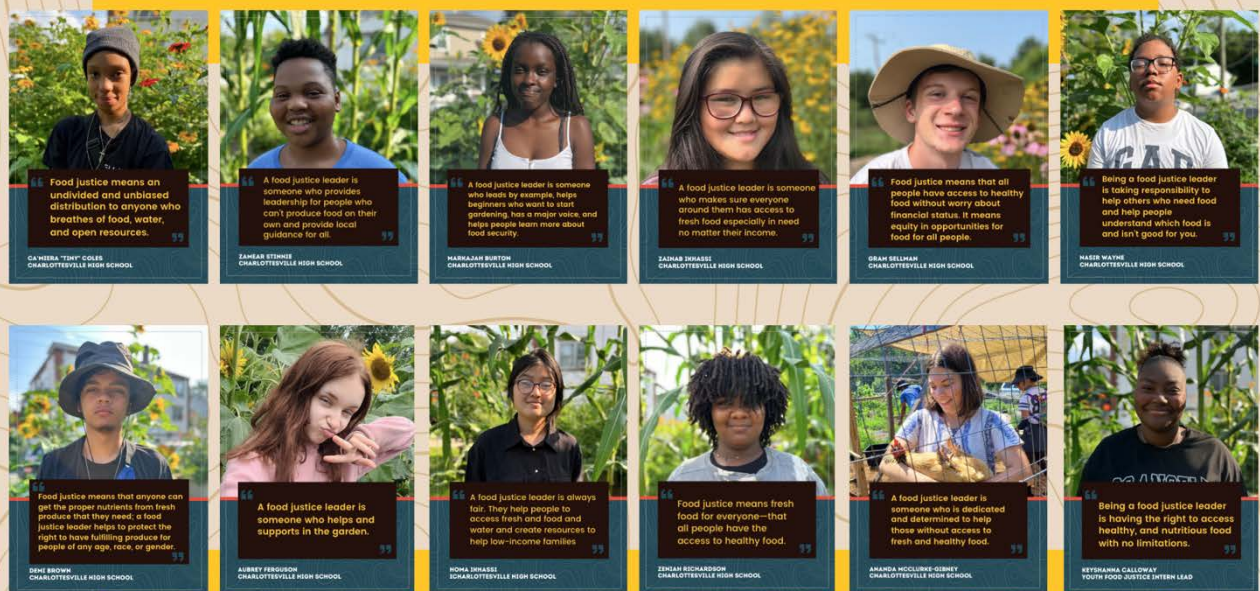 Food justice means an
undivided and unbiased
distribution to anyone who
breathes of food, water,
and open resources.
CA'NIERA "TINY" COLES
CHARLOTTESVILLE HIGH SCHOOL
A food justice leader is
someone who provides
leadership for people who
can't produce food on their
own and provide local
guidance for all.
ZAMEAR STINNIE
CHARLOTTESVILLE HIGH SCHOOL
A food justice leader is someone
who leads by example, helps
beginners who want to start
gardening, has a major voice, and
helps people learn more about
food security.
MARNAJAH BURTON
CHARLOTTESVILLE HIGH SCHOOL
A food justice leader is someone
who makes sure everyone
around them has access to
fresh food especially in need
no matter their income.
ZAINAB INHASSI
CHARLOTTESVILLE HIGH SCHOOL
Food justice means that all
people have access to healthy
food without worry about
financial status. It means
equity in opportunities for
food for all people.
GRAM SELLMAN
CHARLOTTESVILLE HIGH SCHOOL
GAP
Being a food justice leader
is taking responsibility to
help others who need food
and help people
understand which food is
and isn't good for you.
NASIR WAYNE
CHARLOTTESVILLE HIGH SCHOOL
Food justice means that anyone can
get the proper nutrients from fresh
produce that they need; a food
justice leader helps to protect the
right to have fulfilling produce for
people of any age, race, or gender.
DEMI BROWN
CHARLOTTESVILLE HIGH SCHOOL
A food justice leader is
someone who helps and
supports in the garden.
AUBREY FERGUSON
CHARLOTTESVILLE HIGH SCHOOL
A food justice leader is always
fair. They help people to
access fresh and food and
water and create resources to
help low-income families
HOMA INHASSI
ICHARLOTTESVILLE HIGH SCHOOL
Food justice means fresh
food for everyone—that
all people have the
access to healthy food.
ZENIAH RICHARDSON
CHARLOTTESVILLE HIGH SCHOOL
A food justice leader is
someone who is dedicated
and determined to help
those without access to
fresh and healthy food.
ANANDA MCCLURKE-GIBNEY
CHARLOTTESVILLE HIGH SCHOOL
Being a food justice leader
is having the right to access
healthy, and nutritious food
with no limitations.
KEYSHANNA CALLOWAY
YOUTH FOOD JUSTICE INTERN LEAD